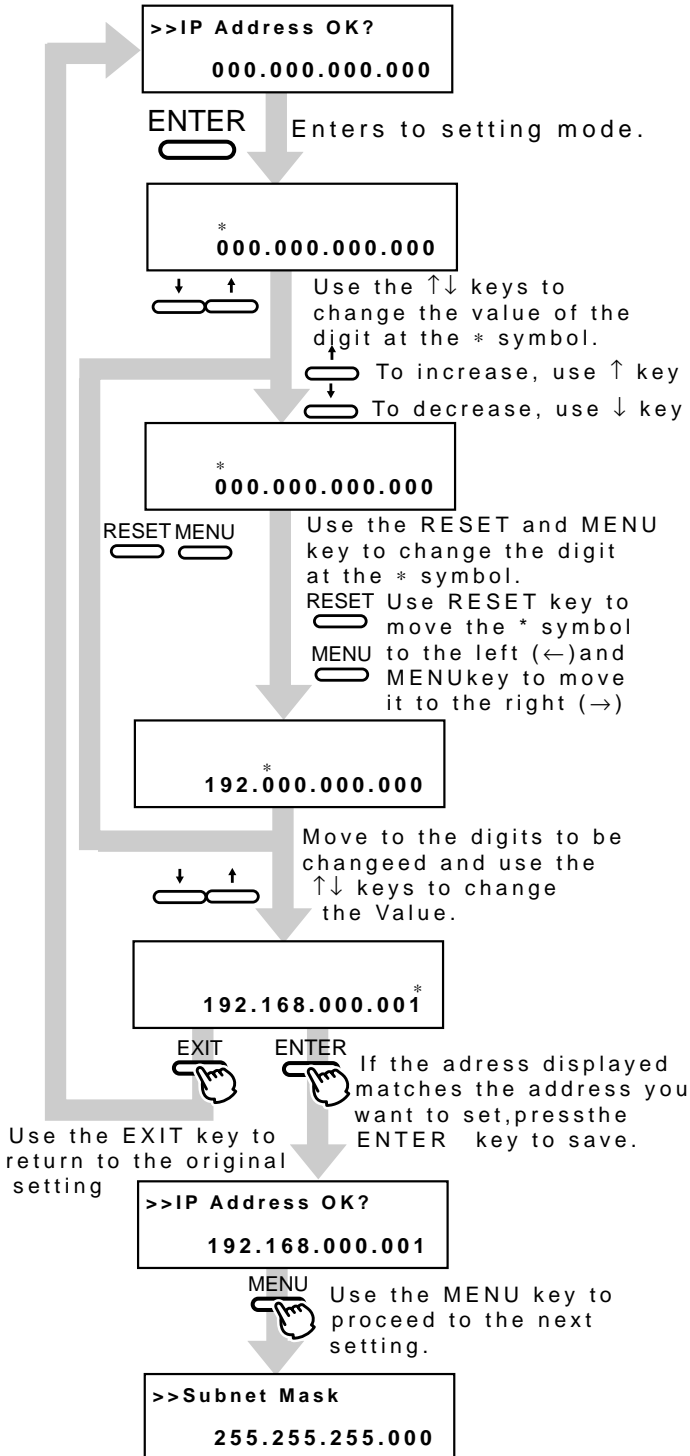 >>IP Address OK?
000.000.000.000
ENTER
Enters to setting mode.
*
000.000.000.000
↓ ↑
Use the ↑↓ keys to
change the value of the
digit at the * symbol.
↑
To increase, use ↑ key
↓
To decrease, use ↓ key
*
000.000.000.000
RESET MENU
Use the RESET and MENU
key to change the digit
at the * symbol.
RESET Use RESET key to
move the * symbol
MENU to the left (←)and
MENUkey to move
it to the right (→)
*
192.000.000.000
Move to the digits to be
changeed and use the
↑↓ keys to change
the Value.
↓ ↑
*
192.168.000.001
EXIT
ENTER
If the adress displayed
matches the address you
want to set,pressthe
ENTER key to save.
Use the EXIT key to
return to the original
setting
>>IP Address OK?
192.168.000.001
MENU
Use the MENU key to
proceed to the next
setting.
>>Subnet Mask
255.255.255.000